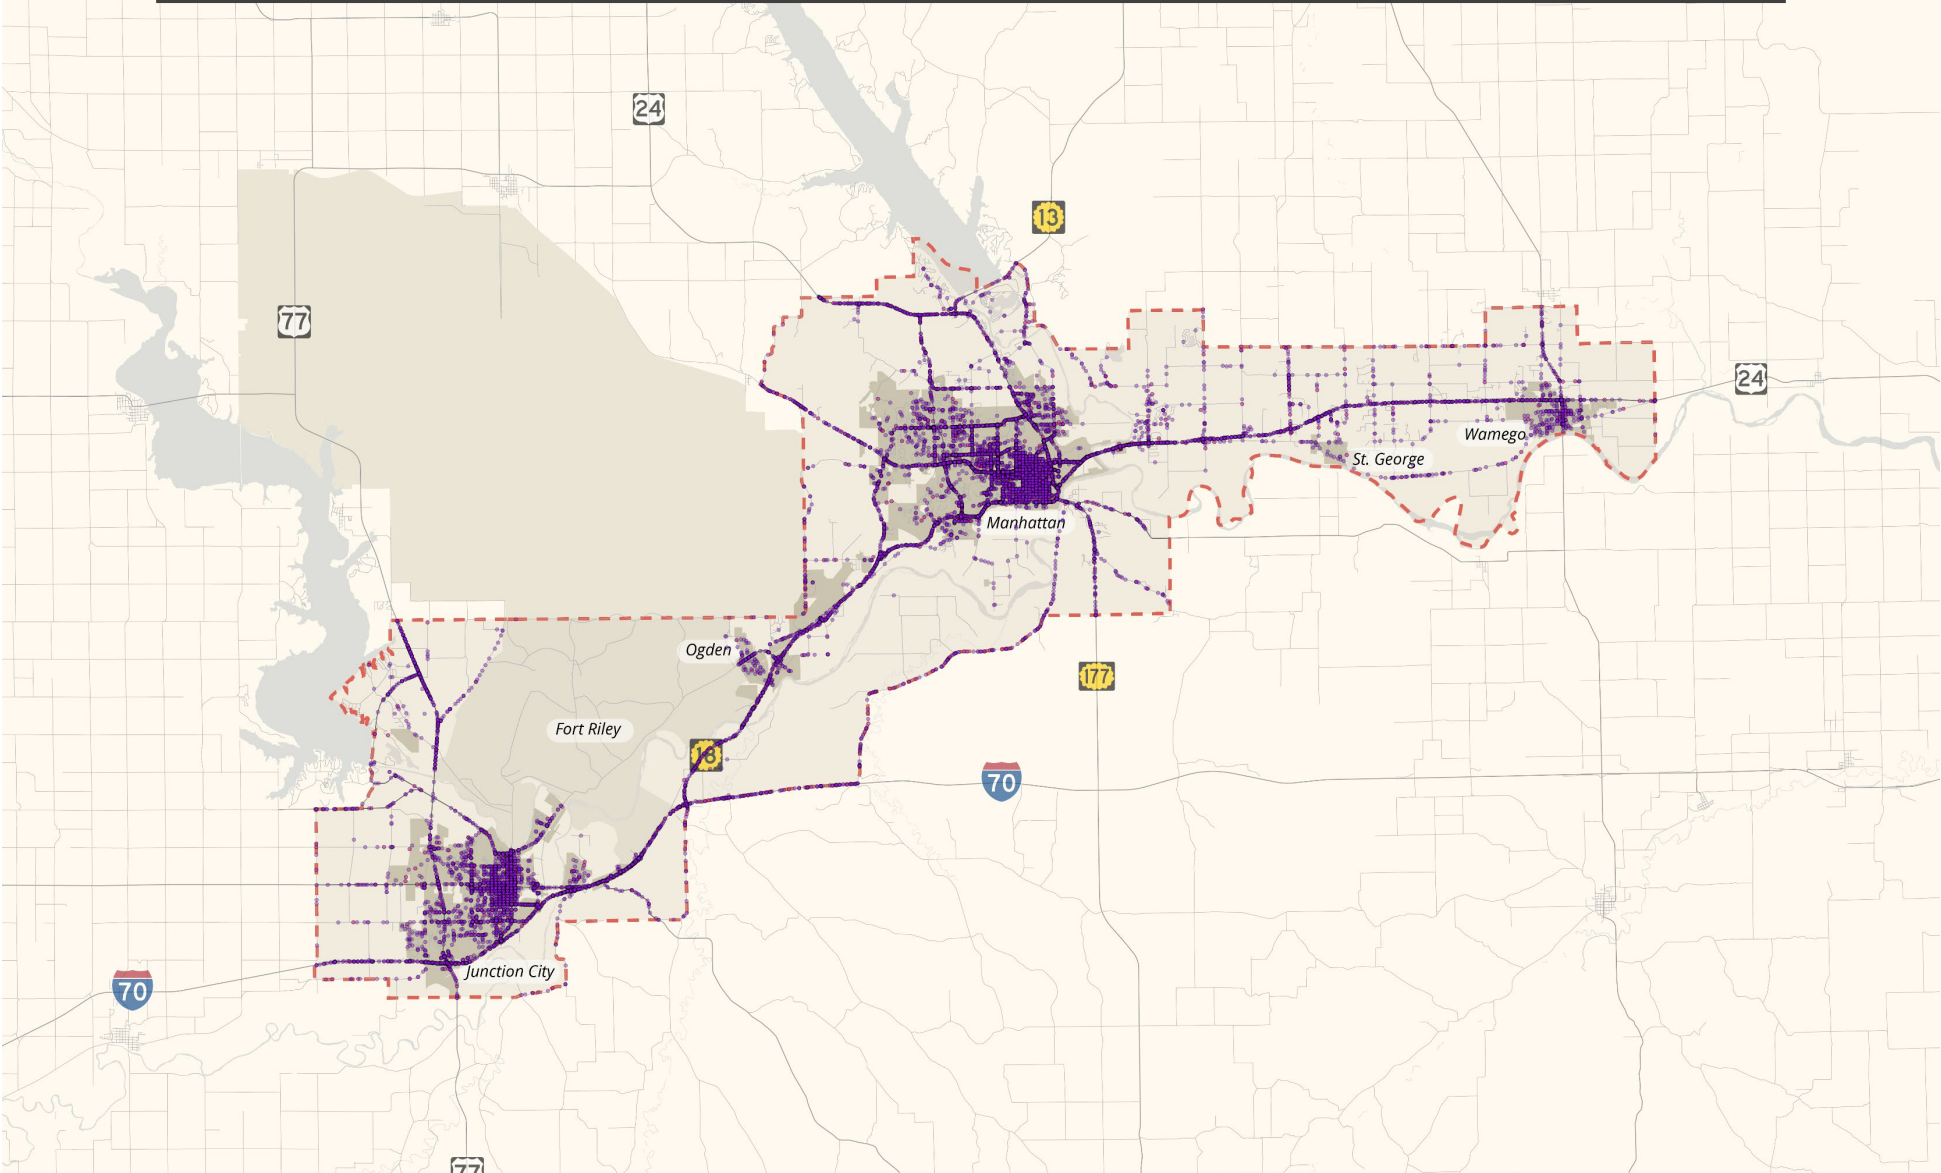 24
13
77
24
Wamego
St. George
Manhattan
Ogden
177
Fort Riley
18
70
Junction City
70
77